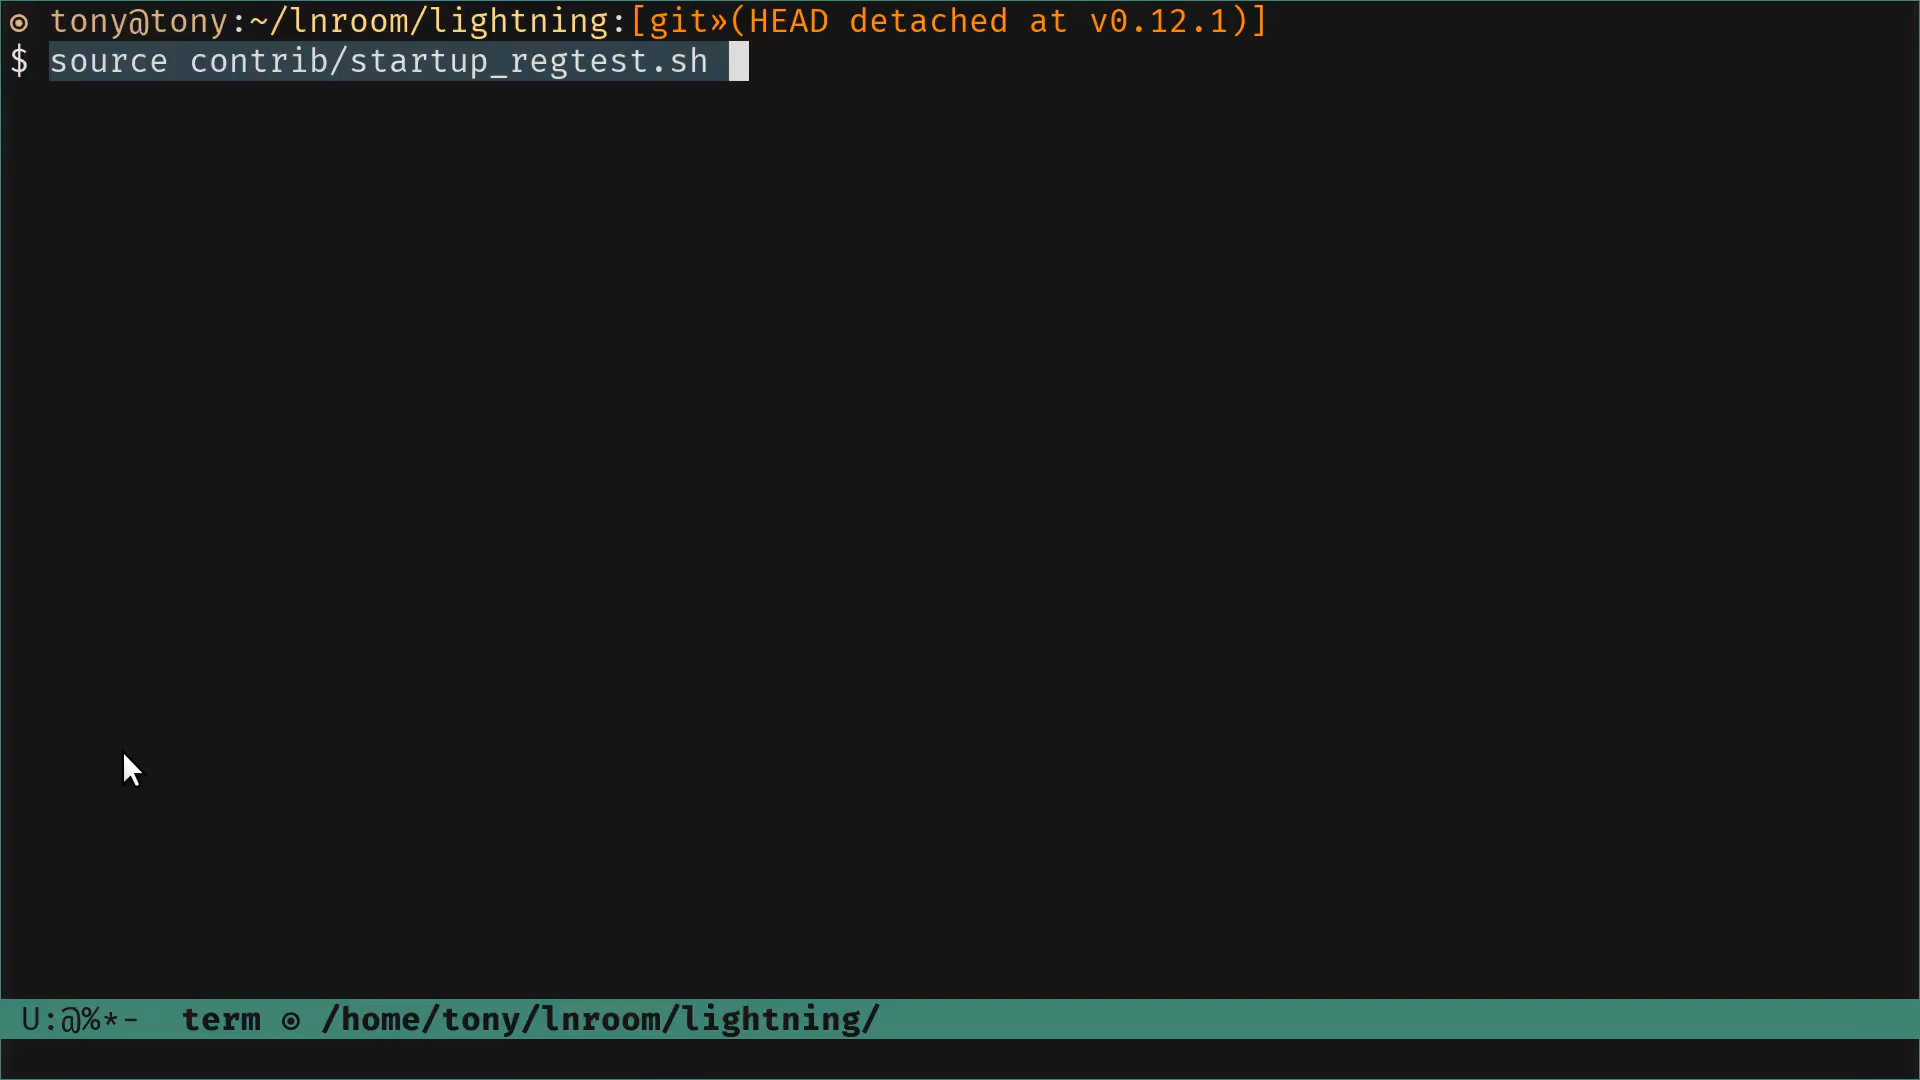 ⊙ tony@tony:~/lnroom/lightning:[git»(HEAD detached at v0.12.1)]
$ source contrib/startup_regtest.sh
U:@%*-  term ⊙ /home/tony/lnroom/lightning/